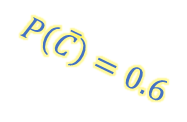 P(C̄) = 0.6